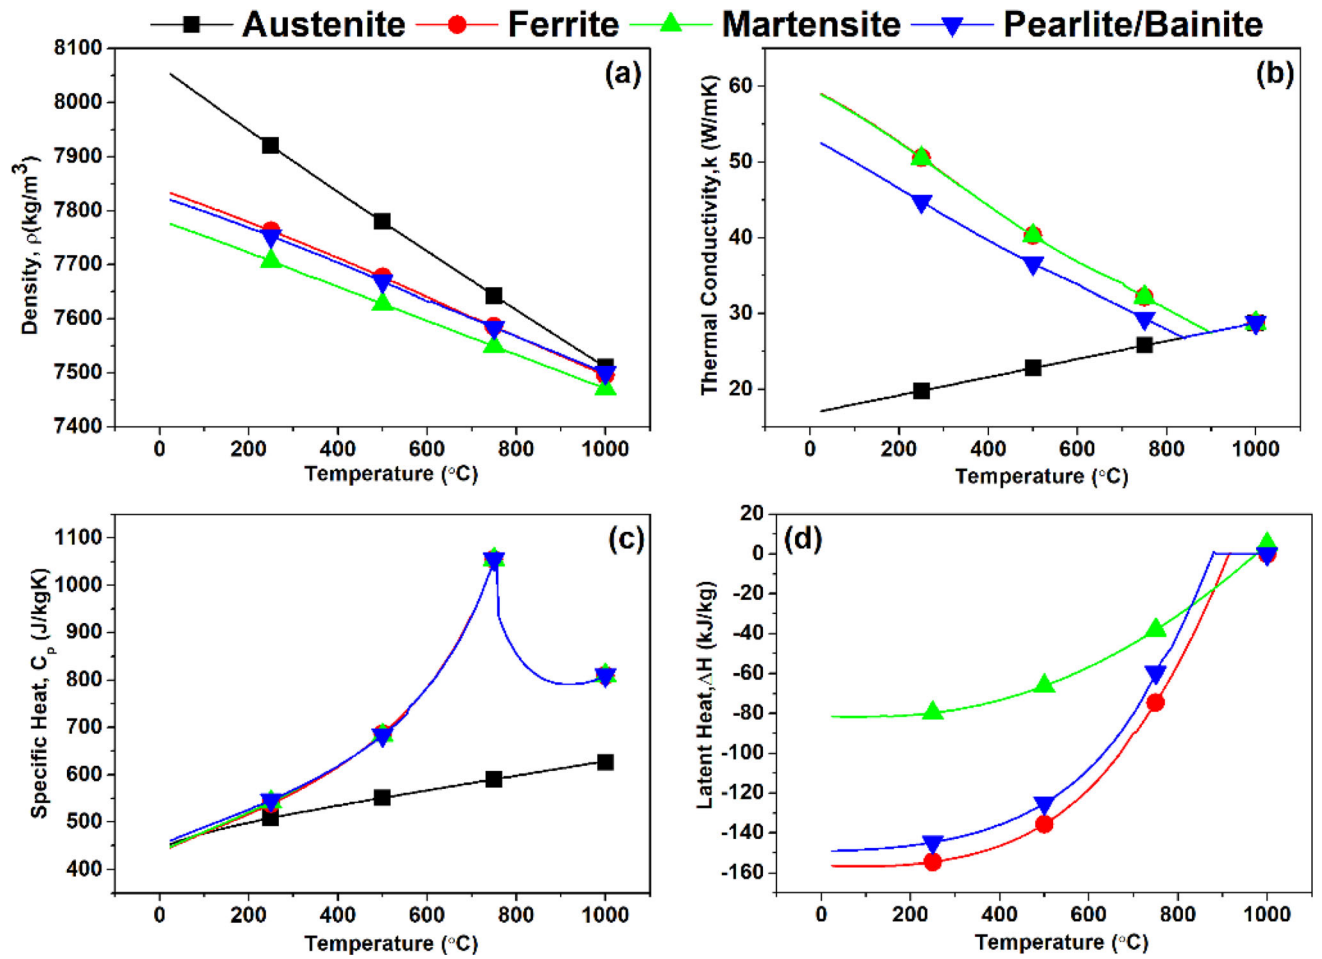 Austenite Ferrite Martensite Pearlite/Bainite
(a)
8100
8000
7900
7800
7700
7600
7500
7400
Density, ρ(kg/m³)
0 200 400 600 800 1000
Temperature (°C)
(b)
60
50
40
30
20
Thermal Conductivity,k (W/mK)
0 200 400 600 800 1000
Temperature (°C)
(c)
1100
1000
900
800
700
600
500
400
Specific Heat, Cₚ (J/kgK)
0 200 400 600 800 1000
Temperature (°C)
(d)
20
0
-20
-40
-60
-80
-100
-120
-140
-160
Latent Heat,ΔH (kJ/kg)
0 200 400 600 800 1000
Temperature (°C)